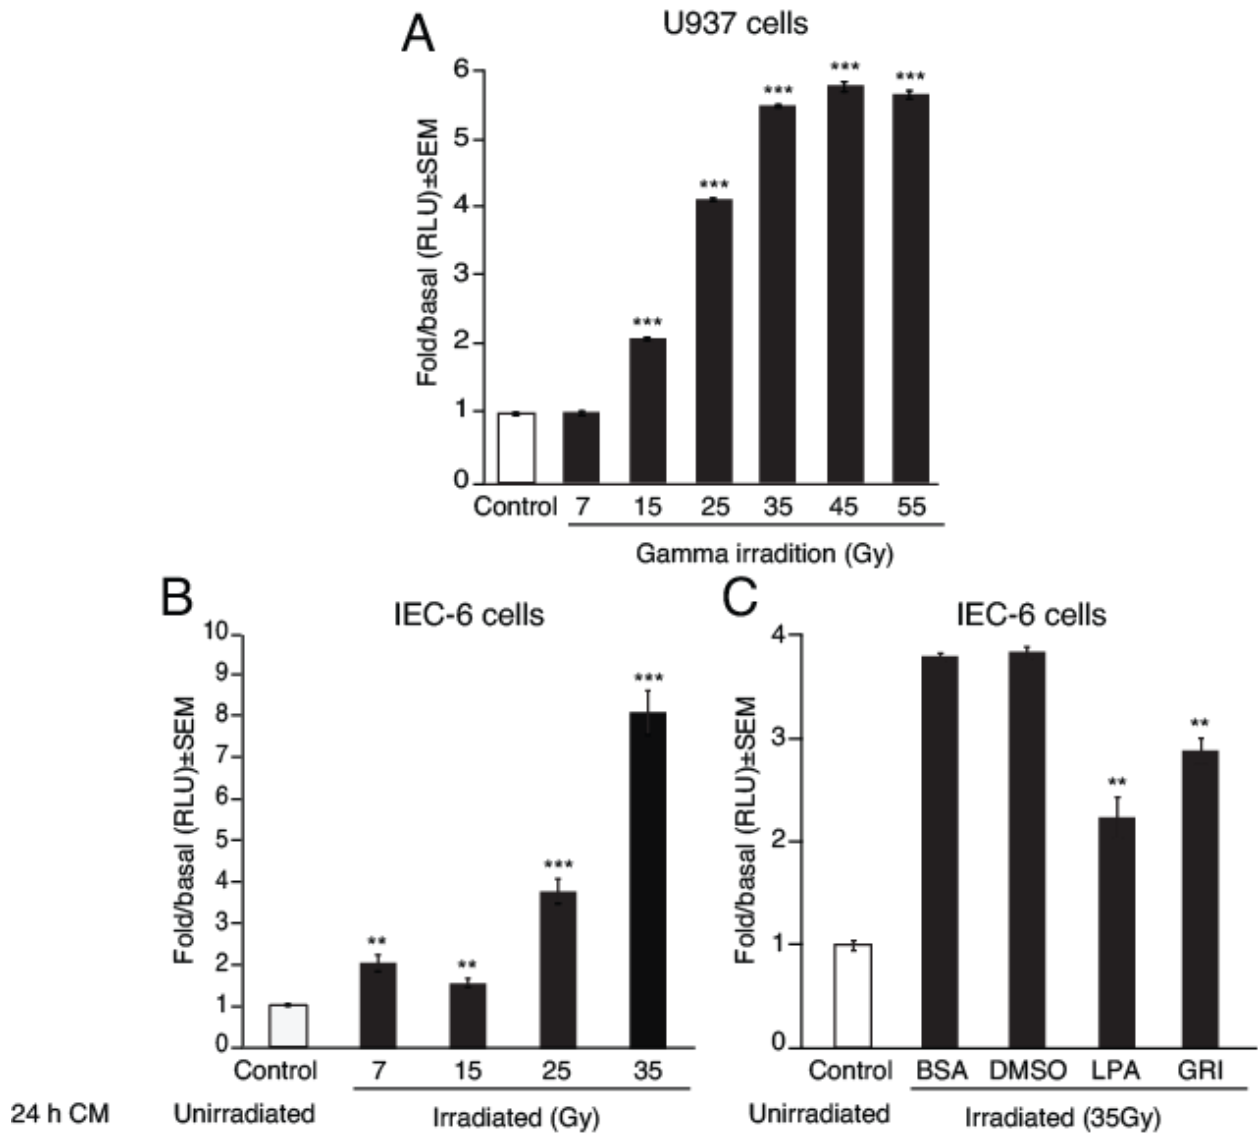 A
U937 cells
Fold/basal (RLU)±SEM
6
5
4
3
2
1
0
*** *** *** *** ***
Control 7 15 25 35 45 55
Gamma irradition (Gy)
B
IEC-6 cells
Fold/basal (RLU)±SEM
10
9
8
7
6
5
4
3
2
1
0
** ** *** ***
Control 7 15 25 35
24 h CM Unirradiated Irradiated (Gy)
C
IEC-6 cells
Fold/basal (RLU)±SEM
4
3
2
1
0
** **
Control BSA DMSO LPA GRI
Unirradiated Irradiated (35Gy)